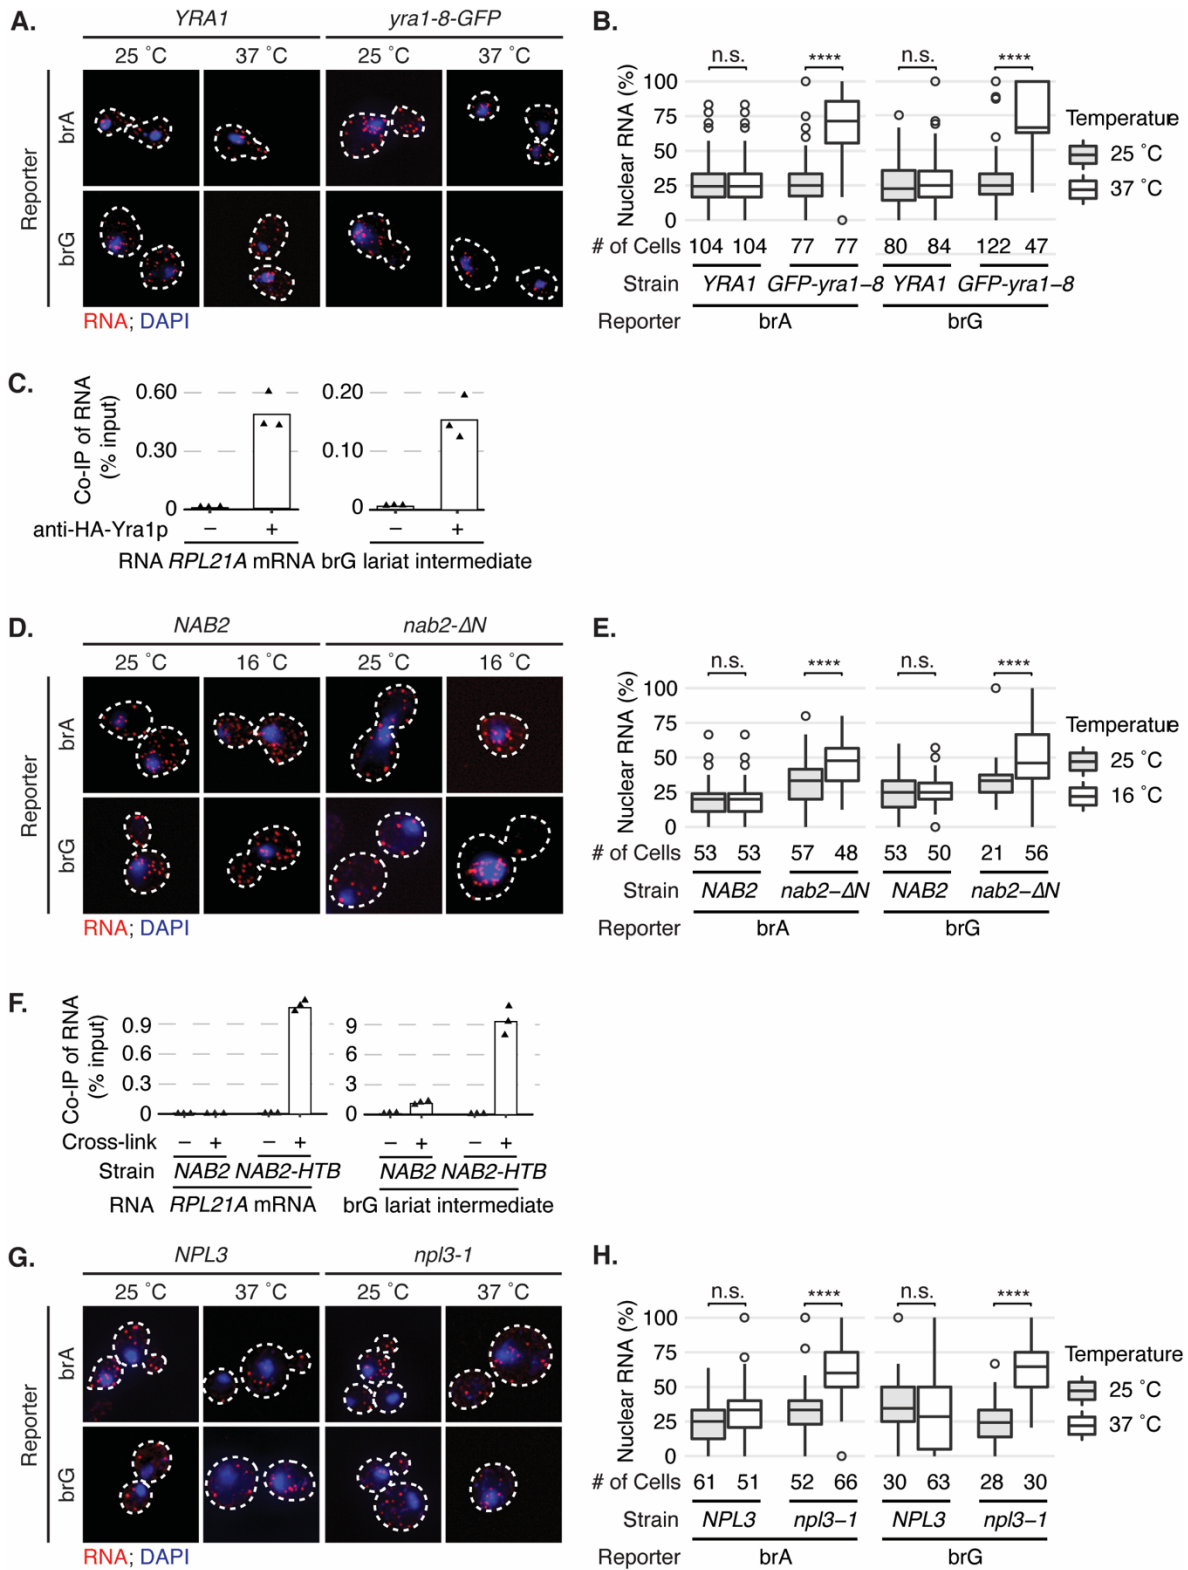 A.
YRA1 yra1-8-GFP
25 ˚C 37 ˚C 25 ˚C 37 ˚C
Reporter
brA
brG
RNA; DAPI
B.
Nuclear RNA (%)
n.s. **** n.s. ****
100
75
50
25
0
# of Cells 104 104 77 77 80 84 122 47
Strain YRA1 GFP-yra1-8 YRA1 GFP-yra1-8
Reporter brA brG
Temperature
25 ˚C
37 ˚C
C.
Co-IP of RNA
(% input)
0.60 0.20
0.30 0.10
0 0
anti-HA-Yra1p − + − +
RNA RPL21A mRNA brG lariat intermediate
D.
NAB2 nab2-ΔN
25 ˚C 16 ˚C 25 ˚C 16 ˚C
Reporter
brA
brG
RNA; DAPI
E.
Nuclear RNA (%)
n.s. **** n.s. ****
100
75
50
25
0
# of Cells 53 53 57 48 53 50 21 56
Strain NAB2 nab2−ΔN NAB2 nab2−ΔN
Reporter brA brG
Temperature
25 ˚C
16 ˚C
F.
Co-IP of RNA
(% input)
0.9 9
0.6 6
0.3 3
0 0
Cross-link − + − + − + − +
Strain NAB2 NAB2-HTB NAB2 NAB2-HTB
RNA RPL21A mRNA brG lariat intermediate
G.
NPL3 npl3-1
25 ˚C 37 ˚C 25 ˚C 37 ˚C
Reporter
brA
brG
RNA; DAPI
H.
Nuclear RNA (%)
n.s. **** n.s. ****
100
75
50
25
0
# of Cells 61 51 52 66 30 63 28 30
Strain NPL3 npl3−1 NPL3 npl3−1
Reporter brA brG
Temperature
25 ˚C
37 ˚C